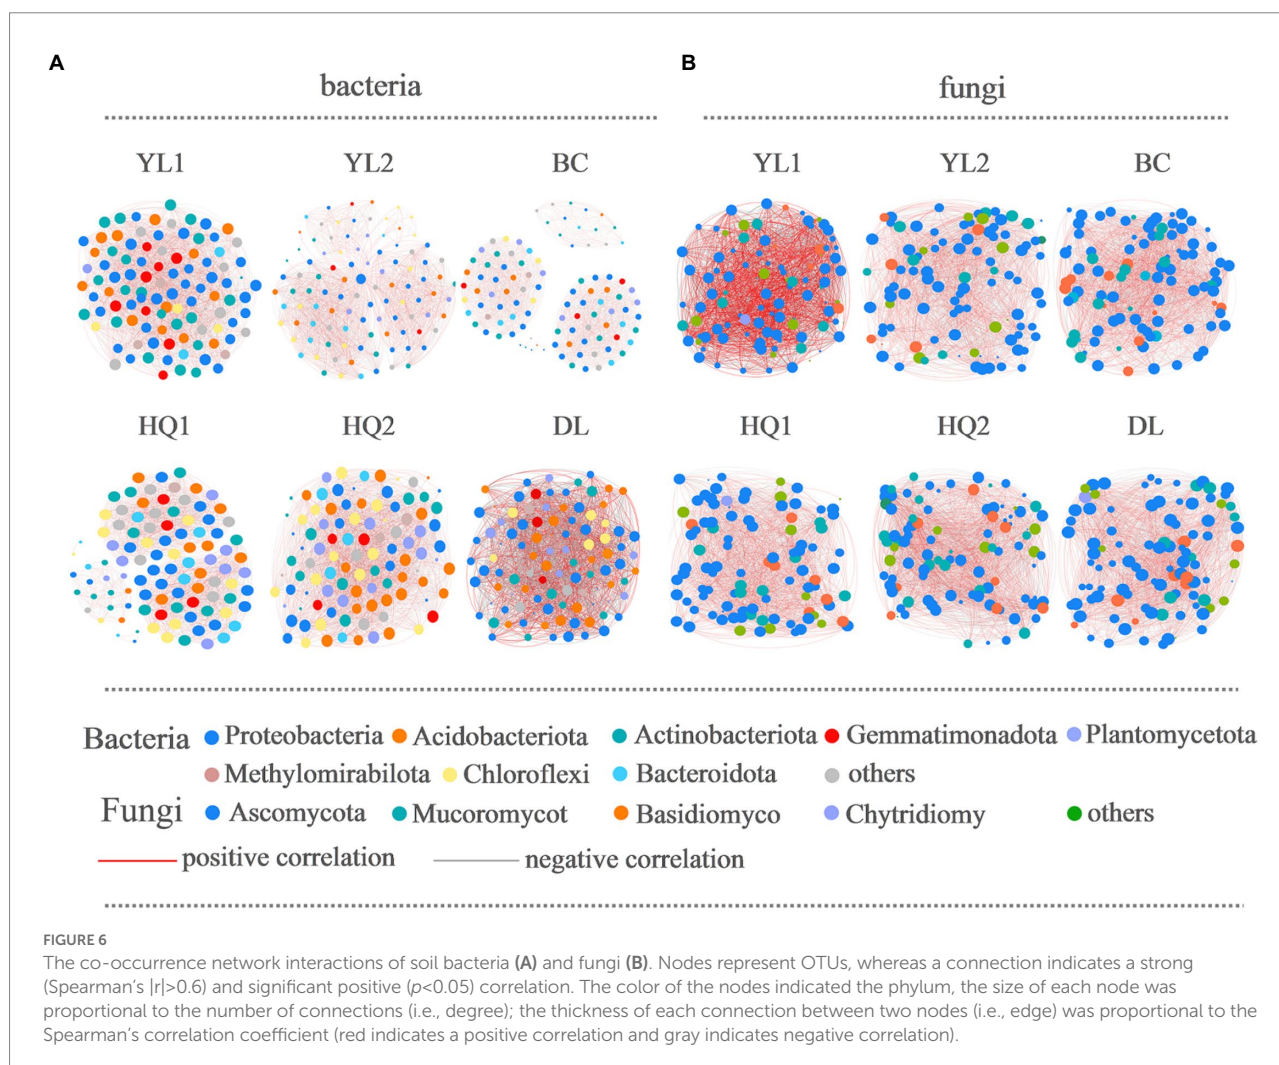 A
B
bacteria
fungi
YL1 YL2 BC
YL1 YL2 BC
HQ1 HQ2 DL
HQ1 HQ2 DL
Bacteria Proteobacteria Acidobacteriota Actinobacteriota Gemmatimonadota Plantomycetota
Methylomirabilota Chloroflexi Bacteroidota others
Fungi Ascomycota Mucoromycot Basidiomyco Chytridiomy others
positive correlation negative correlation
FIGURE 6
The co-occurrence network interactions of soil bacteria (A) and fungi (B). Nodes represent OTUs, whereas a connection indicates a strong
(Spearman’s |r|>0.6) and significant positive (p<0.05) correlation. The color of the nodes indicated the phylum, the size of each node was
proportional to the number of connections (i.e., degree); the thickness of each connection between two nodes (i.e., edge) was proportional to the
Spearman’s correlation coefficient (red indicates a positive correlation and gray indicates negative correlation).